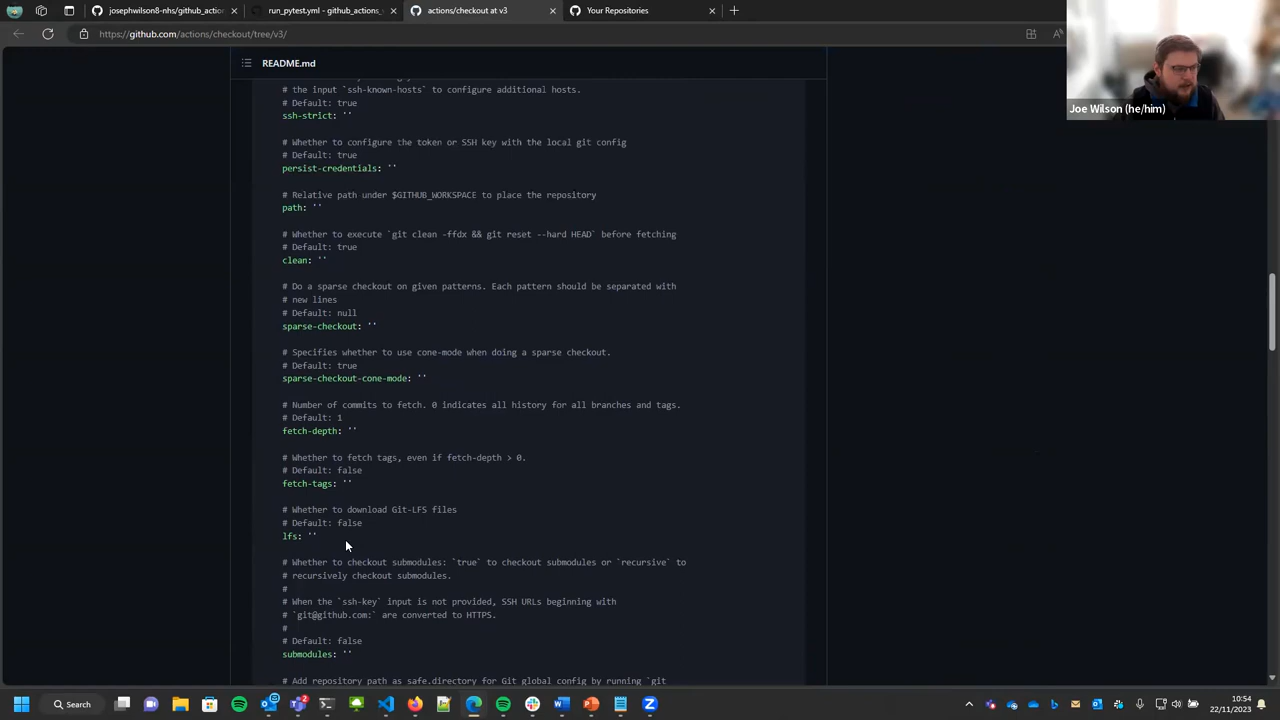 josephwilson8-nhs/github_action
run_pytest.yml - github_actions_
actions/checkout at v3
Your Repositories
https://github.com/actions/checkout/tree/v3/
Joe Wilson (he/him)
README.md
# the input `ssh-known-hosts` to configure additional hosts.
# Default: true
ssh-strict: ''
# Whether to configure the token or SSH key with the local git config
# Default: true
persist-credentials: ''
# Relative path under $GITHUB_WORKSPACE to place the repository
path: ''
# Whether to execute `git clean -ffdx && git reset --hard HEAD` before fetching
# Default: true
clean: ''
# Do a sparse checkout on given patterns. Each pattern should be separated with
# new lines
# Default: null
sparse-checkout: ''
# Specifies whether to use cone-mode when doing a sparse checkout.
# Default: true
sparse-checkout-cone-mode: ''
# Number of commits to fetch. 0 indicates all history for all branches and tags.
# Default: 1
fetch-depth: ''
# Whether to fetch tags, even if fetch-depth > 0.
# Default: false
fetch-tags: ''
# Whether to download Git-LFS files
# Default: false
lfs: ''
# Whether to checkout submodules: `true` to checkout submodules or `recursive` to
# recursively checkout submodules.
#
# When the `ssh-key` input is not provided, SSH URLs beginning with
# `git@github.com:` are converted to HTTPS.
#
# Default: false
submodules: ''
# Add repository path as safe.directory for Git global config by running `git
Search
10:54
22/11/2023